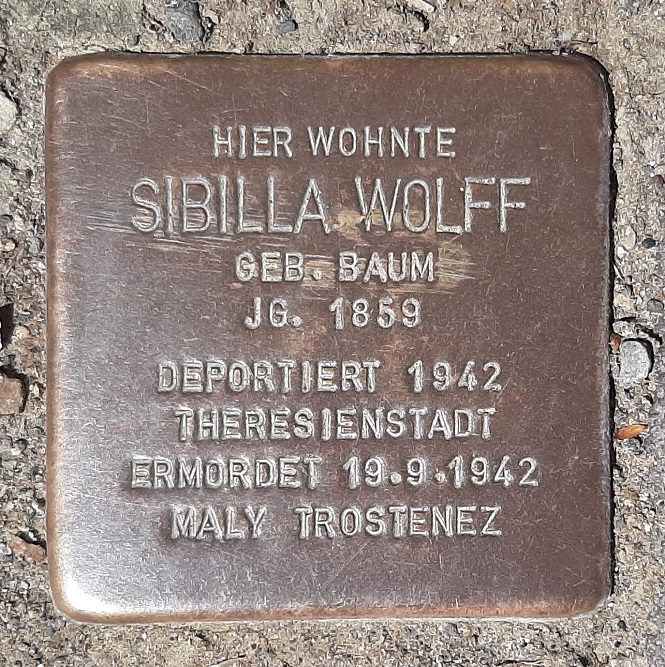 HIER WOHNTE
SIBILLA WOLFF
GEB. BAUM
JG. 1859
DEPORTIERT 1942
THERESIENSTADT
ERMORDET 19.9.1942
MALY TROSTENEZ